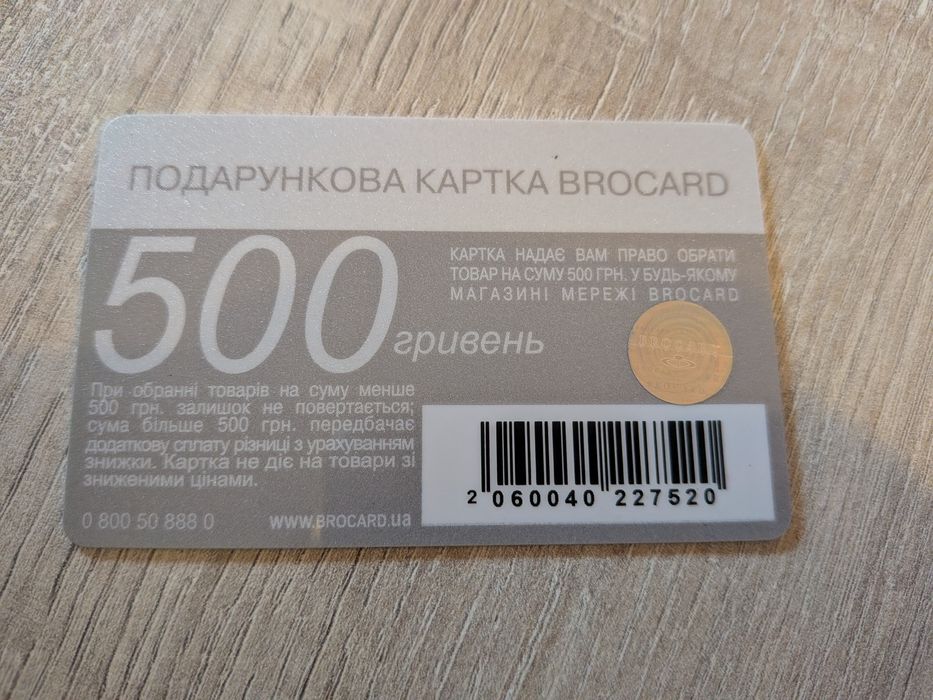 ПОДАРУНКОВА КАРТКА BROCARD
500 гривень
КАРТКА НАДАЄ ВАМ ПРАВО ОБРАТИ
ТОВАР НА СУМУ 500 ГРН. У БУДЬ-ЯКОМУ
МАГАЗИНІ МЕРЕЖІ BROCARD
BROCARD
При обранні товарів на суму менше
500 грн. залишок не повертається;
сума більше 500 грн. передбачає
додаткову сплату різниці з урахуванням
знижки. Картка не діє на товари зі
зниженими цінами.
0 800 50 888 0
WWW.BROCARD.ua
2 060040 227520